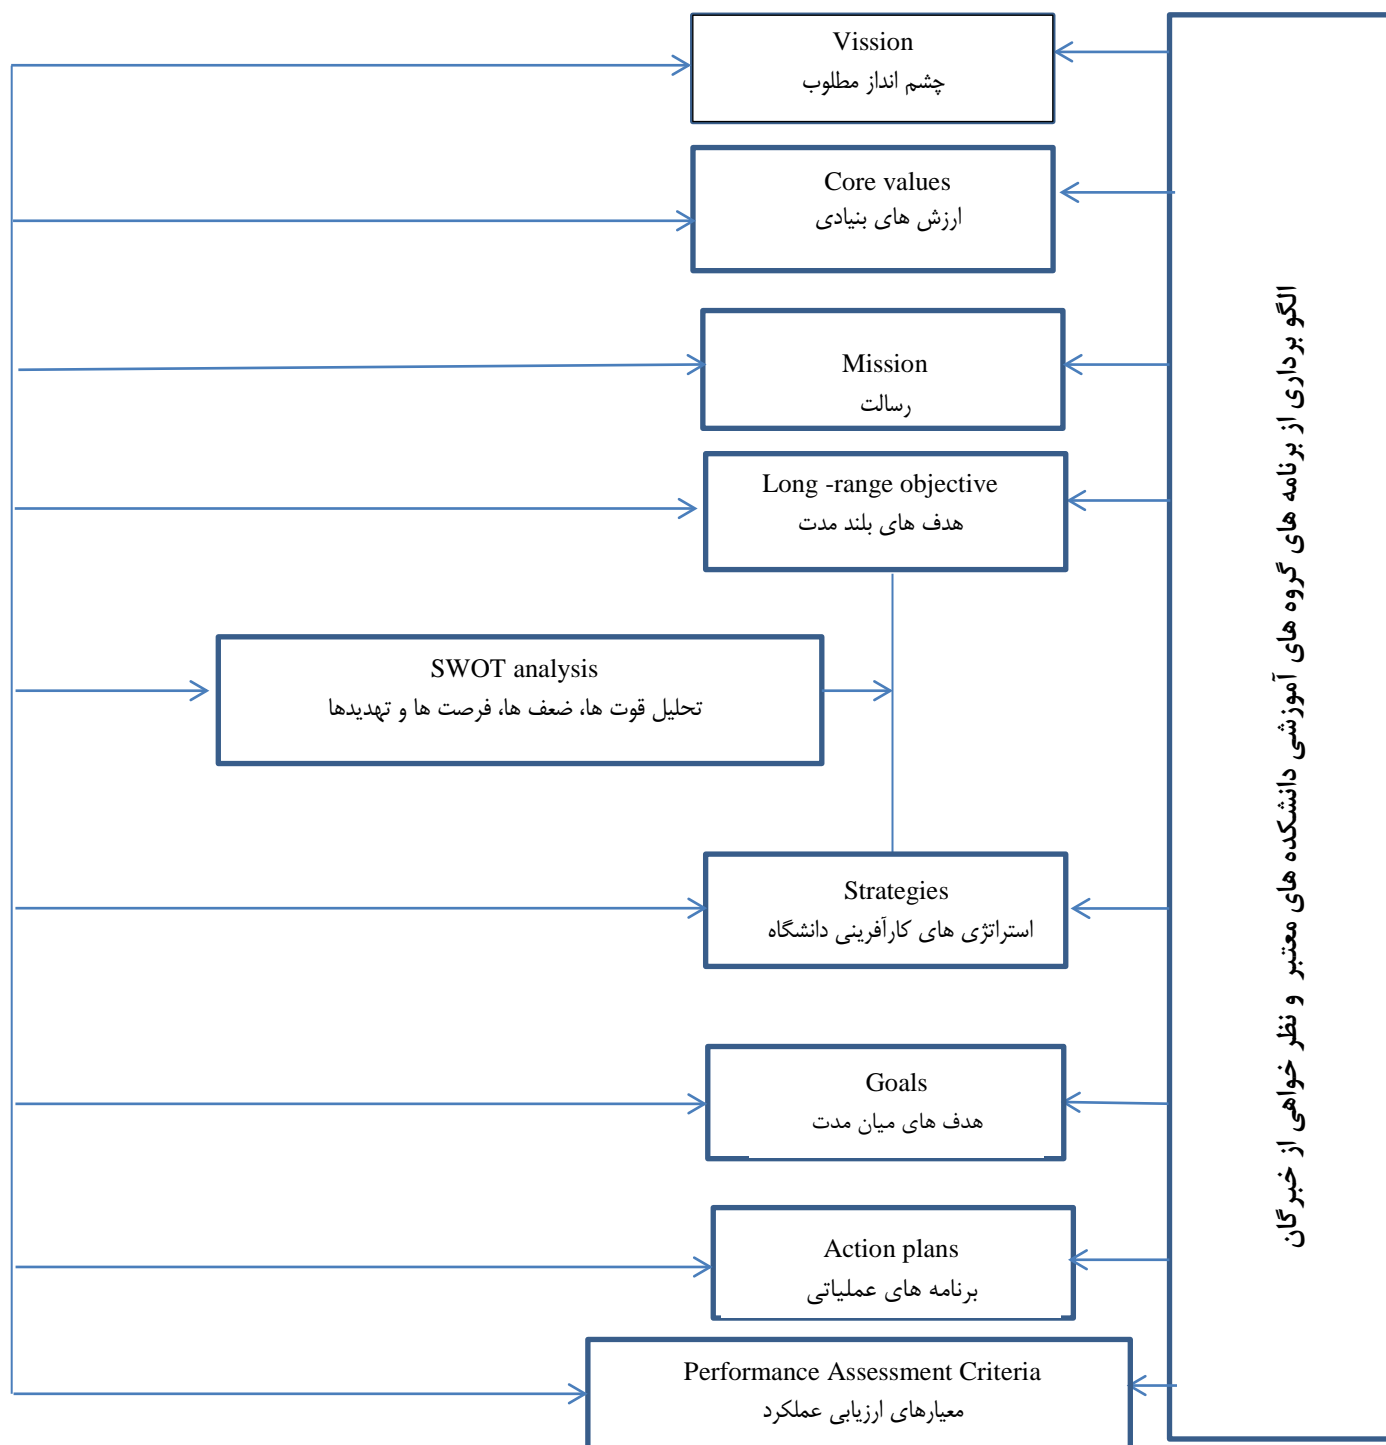 Vission
چشم انداز مطلوب
Core values
ارزش های بنیادی
Mission
رسالت
Long -range objective
هدف های بلند مدت
SWOT analysis
تحلیل قوت ها، ضعف ها، فرصت ها و تهدیدها
Strategies
استراتژی های کارآفرینی دانشگاه
Goals
هدف های میان مدت
Action plans
برنامه های عملیاتی
Performance Assessment Criteria
معیارهای ارزیابی عملکرد
الگو برداری از برنامه های گروه های آموزشی دانشکده های معتبر و نظر خواهی از خبرگان